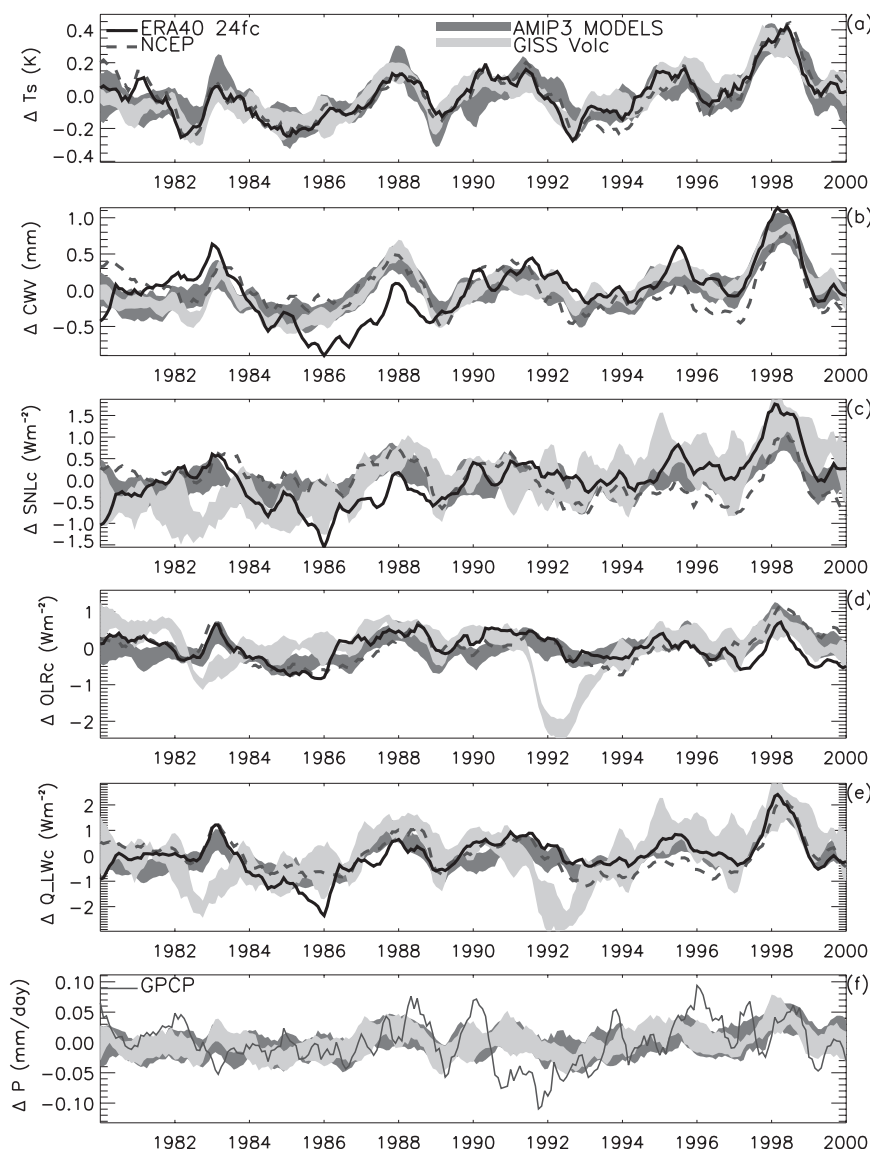 ERA40 24fc
NCEP
AMIP3 MODELS
GISS Volc
(a)
Δ Ts (K)
0.4
0.2
0.0
−0.2
−0.4
1982 1984 1986 1988 1990 1992 1994 1996 1998 2000
(b)
Δ CWV (mm)
1.0
0.5
0.0
−0.5
1982 1984 1986 1988 1990 1992 1994 1996 1998 2000
(c)
Δ SNLc (Wm⁻²)
1.5
1.0
0.5
0.0
−0.5
−1.0
−1.5
1982 1984 1986 1988 1990 1992 1994 1996 1998 2000
(d)
Δ OLRc (Wm⁻²)
1
0
−1
−2
1982 1984 1986 1988 1990 1992 1994 1996 1998 2000
(e)
Δ Q_LWc (Wm⁻²)
2
1
0
−1
−2
1982 1984 1986 1988 1990 1992 1994 1996 1998 2000
GPCP
(f)
Δ P (mm/day)
0.10
0.05
0.00
−0.05
−0.10
1982 1984 1986 1988 1990 1992 1994 1996 1998 2000